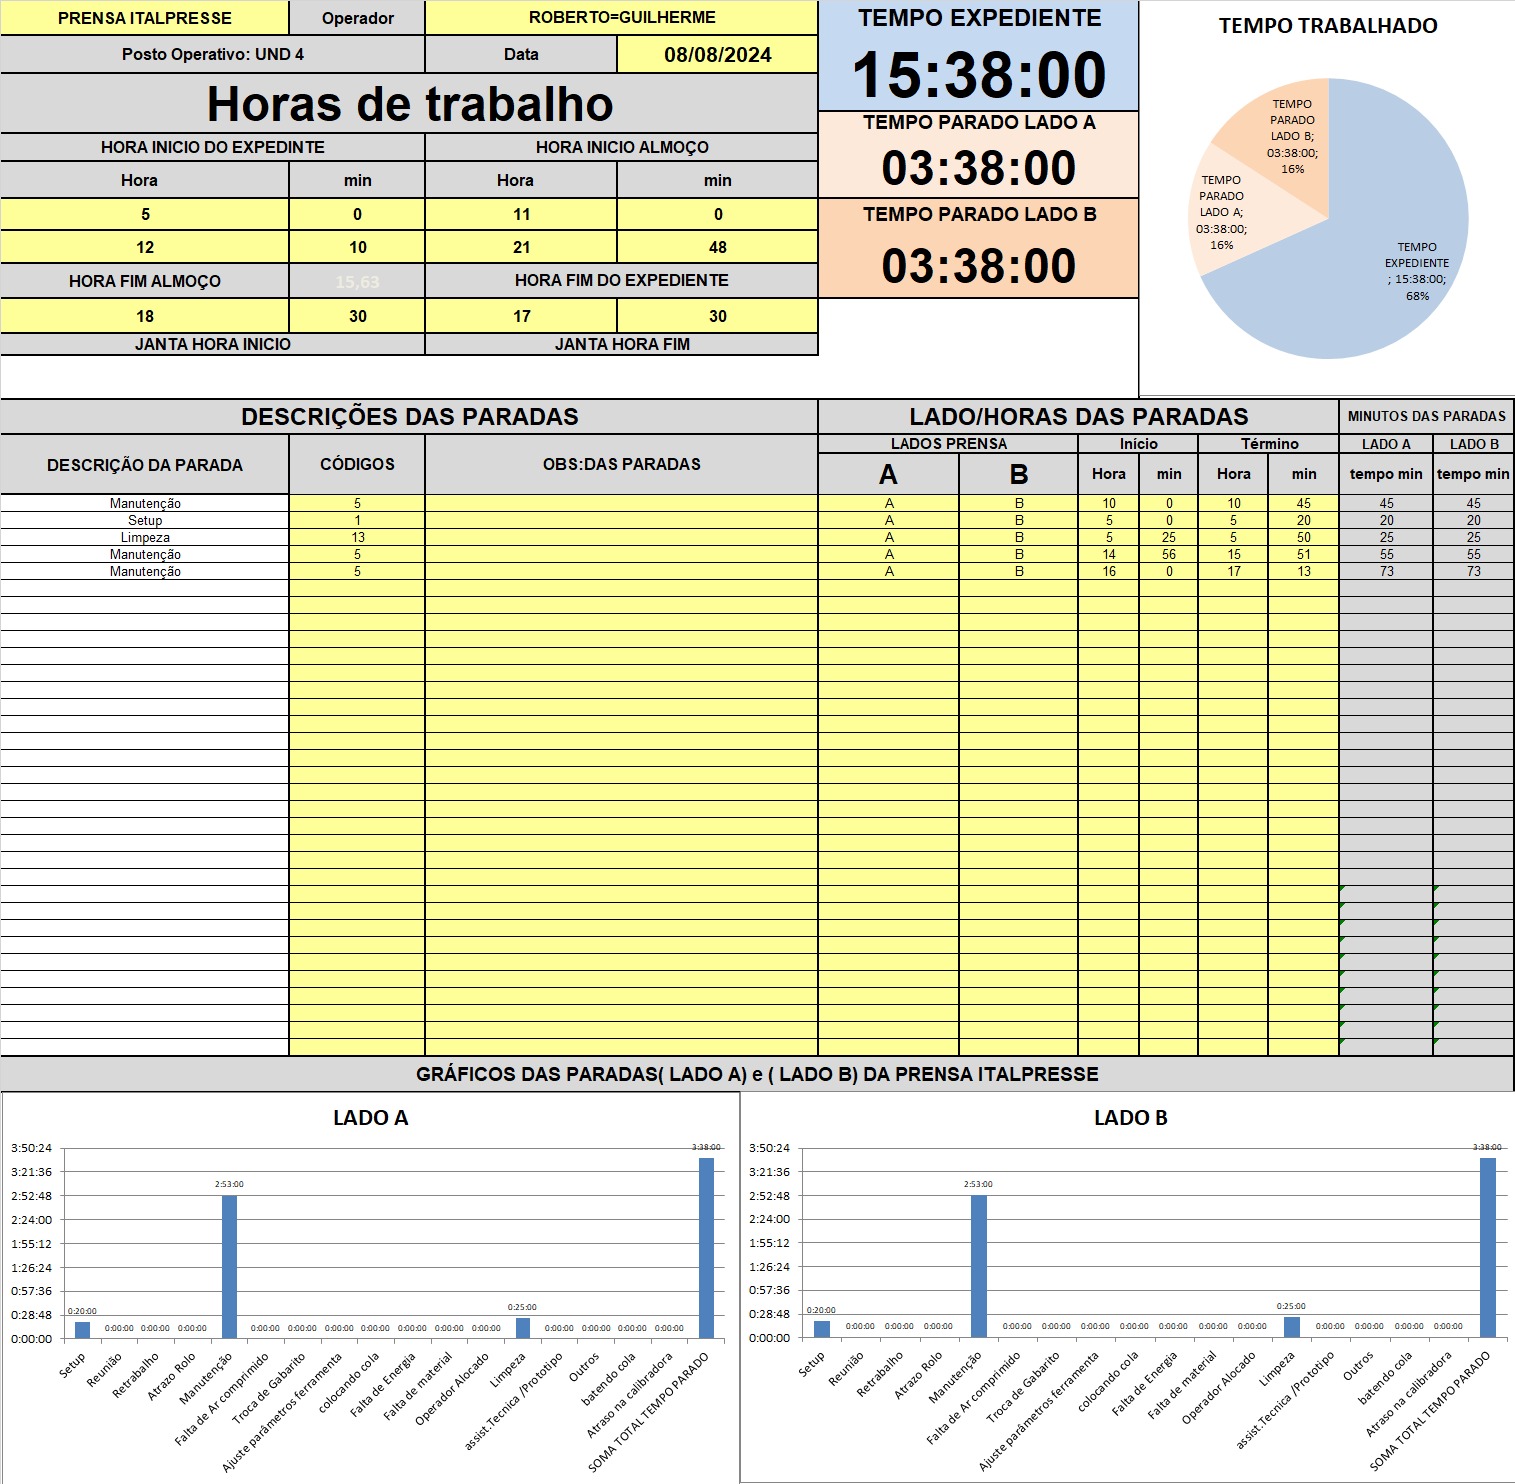 PRENSA ITALPRESSE Operador ROBERTO=GUILHERME
Posto Operativo: UND 4 Data 08/08/2024
Horas de trabalho
HORA INICIO DO EXPEDINTE HORA INICIO ALMOÇO
Hora min Hora min
5 0 11 0
12 10 21 48
HORA FIM ALMOÇO 15,63 HORA FIM DO EXPEDIENTE
18 30 17 30
JANTA HORA INICIO JANTA HORA FIM
TEMPO EXPEDIENTE
15:38:00
TEMPO PARADO LADO A
03:38:00
TEMPO PARADO LADO B
03:38:00
TEMPO TRABALHADO
TEMPO
PARADO
LADO B;
03:38:00;
16%
TEMPO
PARADO
LADO A;
03:38:00;
16%
TEMPO
EXPEDIENTE
; 15:38:00;
68%
DESCRIÇÕES DAS PARADAS LADO/HORAS DAS PARADAS MINUTOS DAS PARADAS
DESCRIÇÃO DA PARADA CÓDIGOS OBS:DAS PARADAS
LADOS PRENSA Início Término LADO A LADO B
A B Hora min Hora min tempo min tempo min
Manutenção 5 A B 10 0 10 45 45 45
Setup 1 A B 5 0 5 20 20 20
Limpeza 13 A B 5 25 5 50 25 25
Manutenção 5 A B 14 56 15 51 55 55
Manutenção 5 A B 16 0 17 13 73 73
GRÁFICOS DAS PARADAS( LADO A) e ( LADO B) DA PRENSA ITALPRESSE
LADO A
3:50:24
3:21:36
2:52:48
2:24:00
1:55:12
1:26:24
0:57:36
0:28:48
0:00:00
0:20:00 0:00:00 0:00:00 0:00:00 2:53:00 0:00:00 0:00:00 0:00:00 0:00:00 0:00:00 0:00:00 0:00:00 0:25:00 0:00:00 0:00:00 0:00:00 0:00:00 3:38:00
Setup
Reunião
Retrabalho
Atrazo Rolo
Manutenção
Falta de Ar comprimido
Troca de Gabarito
Ajuste parâmetros ferramenta
colocando cola
Falta de Energia
Falta de material
Operador Alocado
Limpeza
assist.Tecnica /Prototipo
Outros
batendo cola
Atraso na calibradora
SOMA TOTAL TEMPO PARADO
LADO B
3:50:24
3:21:36
2:52:48
2:24:00
1:55:12
1:26:24
0:57:36
0:28:48
0:00:00
0:20:00 0:00:00 0:00:00 0:00:00 2:53:00 0:00:00 0:00:00 0:00:00 0:00:00 0:00:00 0:00:00 0:00:00 0:25:00 0:00:00 0:00:00 0:00:00 0:00:00 3:38:00
Setup
Reunião
Retrabalho
Atrazo Rolo
Manutenção
Falta de Ar comprimido
Troca de Gabarito
Ajuste parâmetros ferramenta
colocando cola
Falta de Energia
Falta de material
Operador Alocado
Limpeza
assist.Tecnica /Prototipo
Outros
batendo cola
Atraso na calibradora
SOMA TOTAL TEMPO PARADO